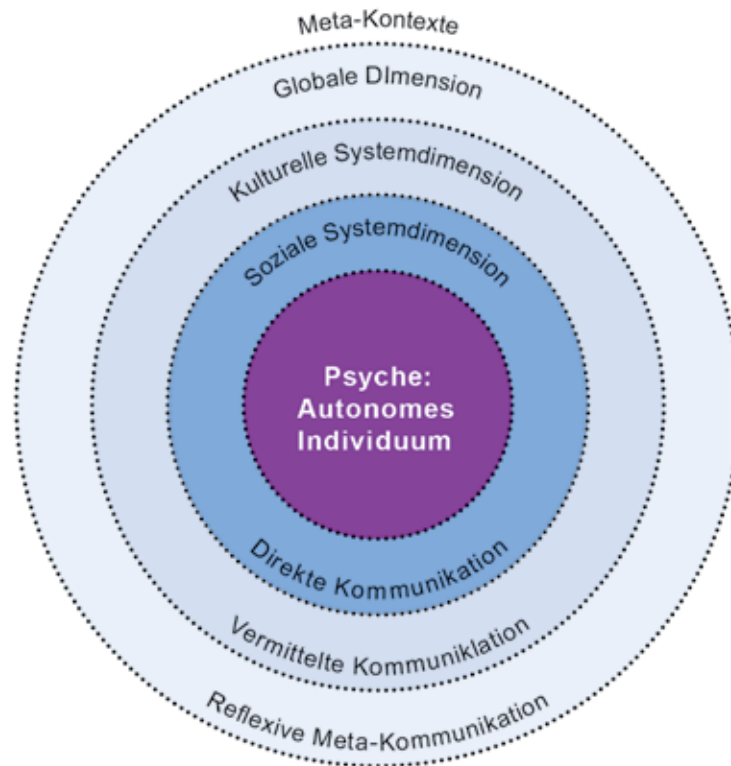 Meta-Kontexte
Globale DImension
Kulturelle Systemdimension
Soziale Systemdimension
Psyche:
Autonomes
Individuum
Direkte Kommunikation
Vermittelte Kommuniklation
Reflexive Meta-Kommunikation